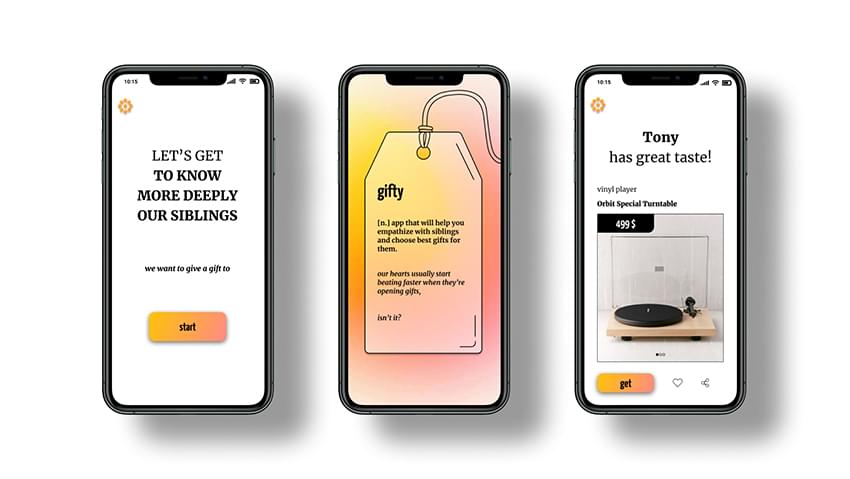 10:15
LET'S GET
TO KNOW
MORE DEEPLY
OUR SIBLINGS
we want to give a gift to
start
gifty
[n.] app that will help you
empathize with siblings
and choose best gifts for
them.
our hearts usually start
beating faster when they're
opening gifts,
isn't it?
10:15
Tony
has great taste!
vinyl player
Orbit Special Turntable
499 $
get